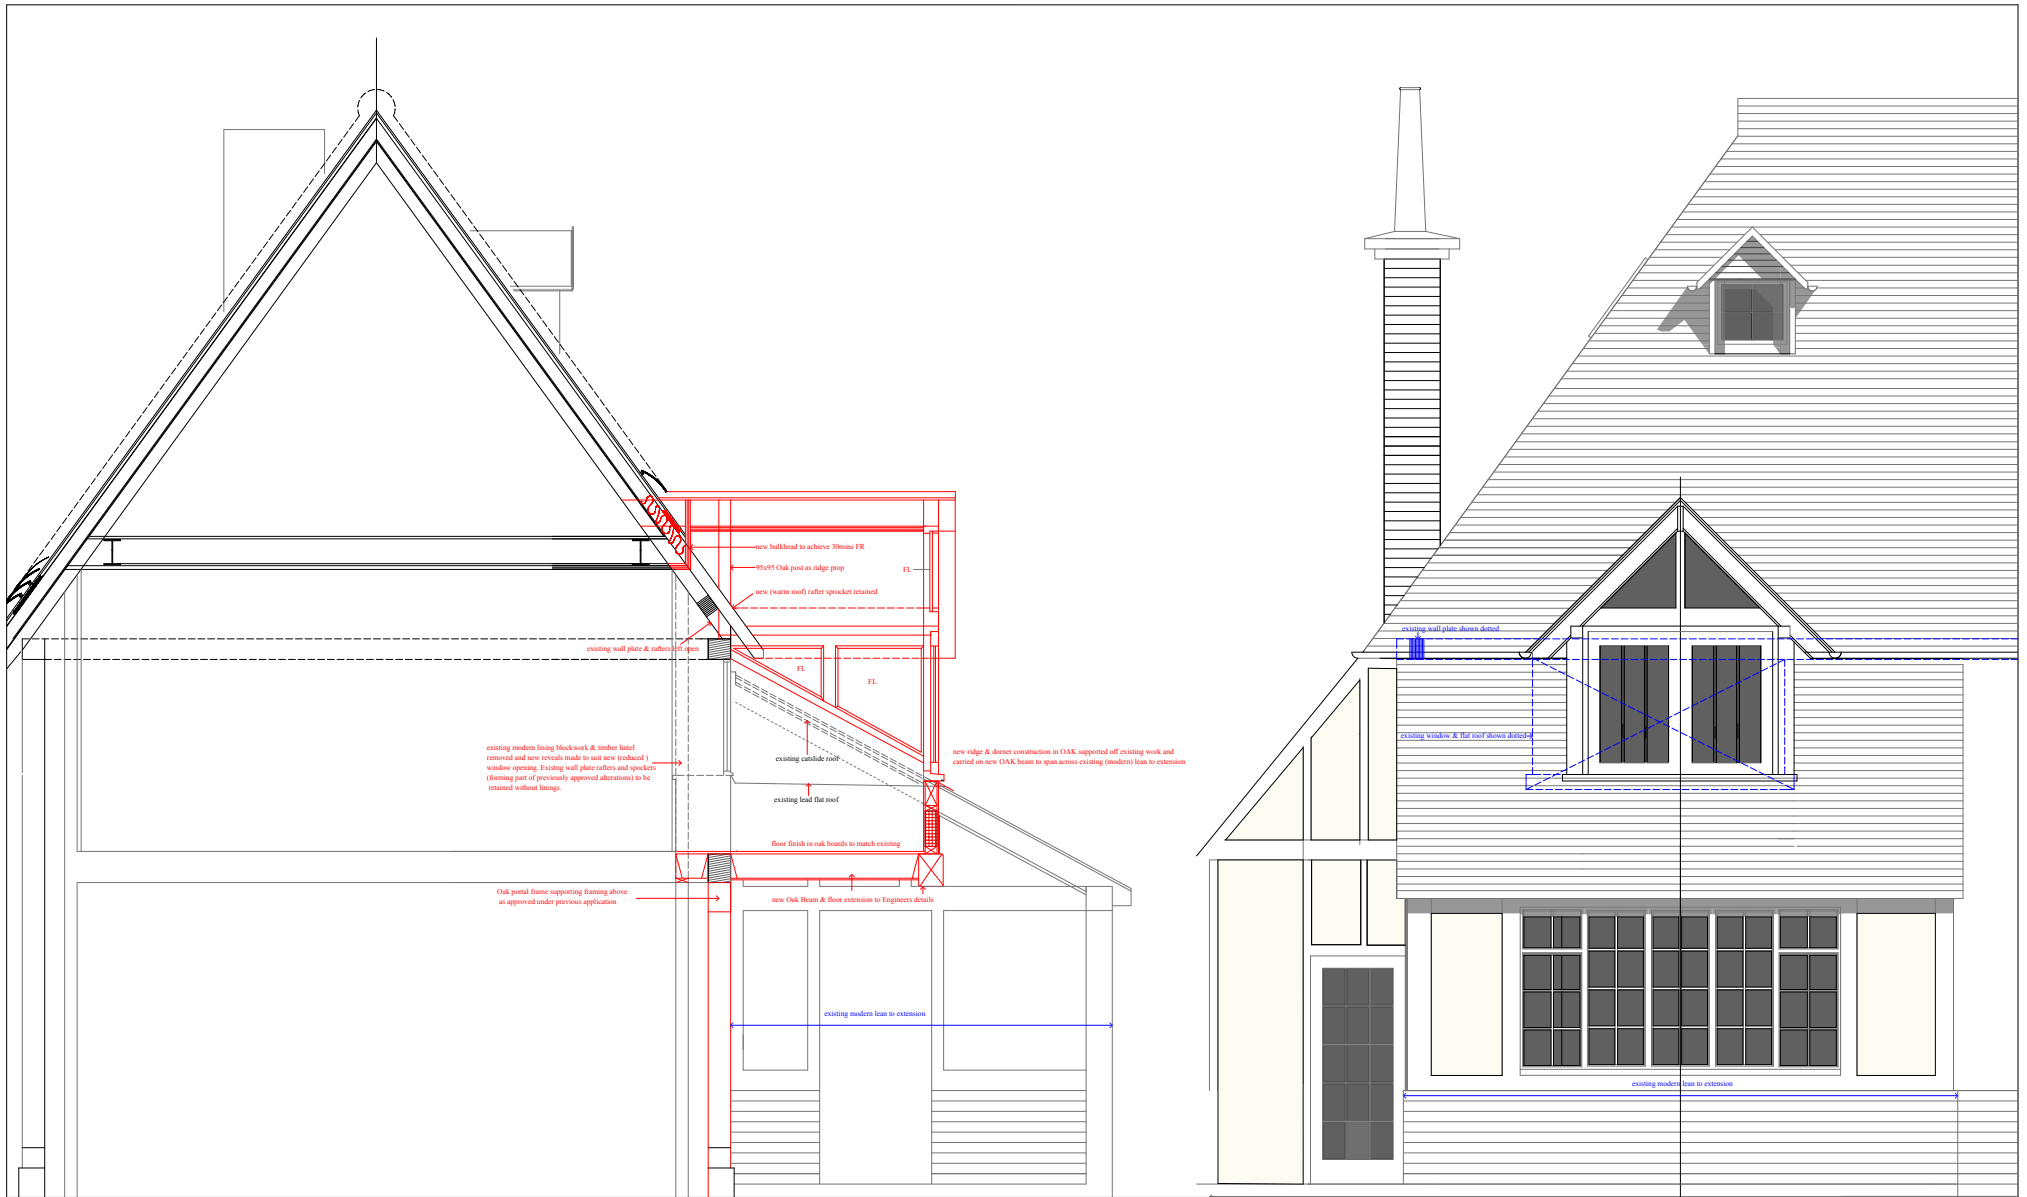 new bulkhead to achieve 30mins FR
95x95 Oak post as ridge prop
FL
new (warm roof) rafter sprocket retained
existing wall plate & rafters left open
FL
FL
existing modern lining blockwork & timber lintel
removed and new reveals made to suit new (reduced )
window opening. Existng wall plate rafters and spockets
(forming part of previously approved alterations) to be
retained without linings.
existing catslide roof
existing lead flat roof
new ridge & dorner construction in OAK supported off existing work and
carried on new OAK beam to span across existing (modern) lean to extension
floor finish in oak boards to match existing
Oak portal frame supporting framing above
as approved under previous application
new Oak Beam & floor extension to Engineers details
existing modern lean to extension
existing wall plate shown dotted
existing window & flat roof shown dotted
existing modern lean to extension